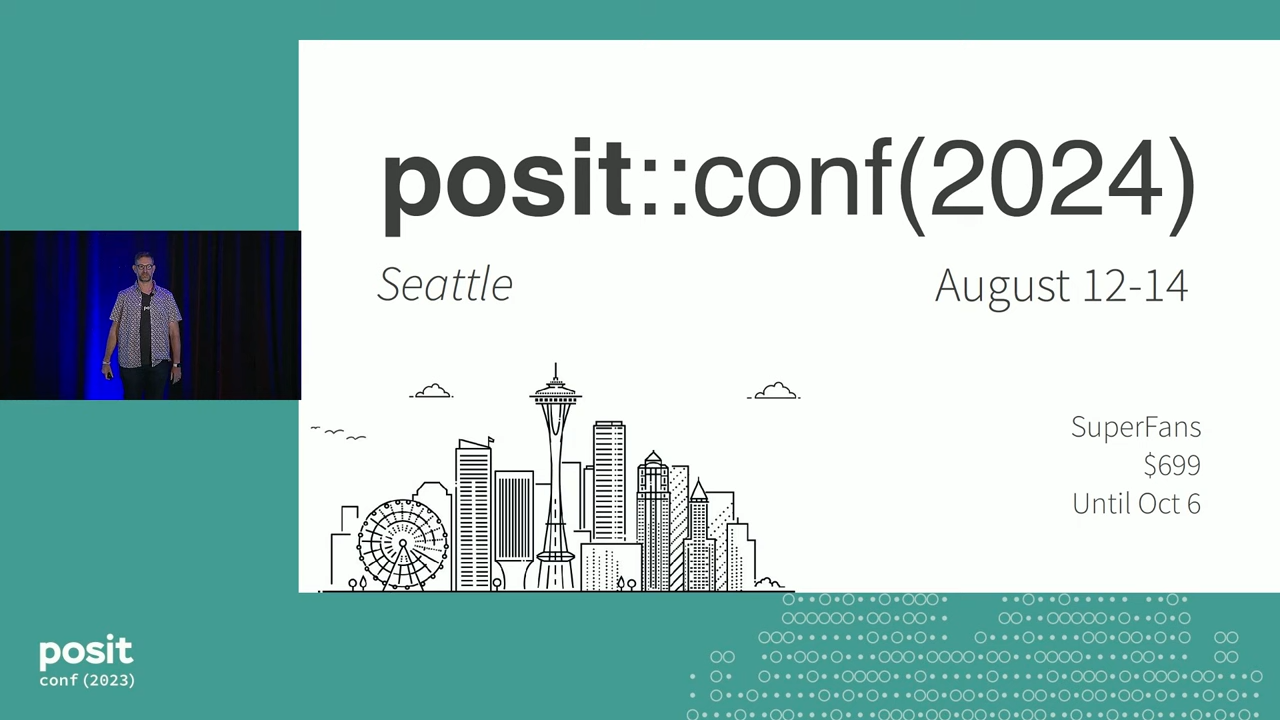 posit::conf(2024)
Seattle
August 12-14
SuperFans
$699
Until Oct 6
posit
conf(2023)